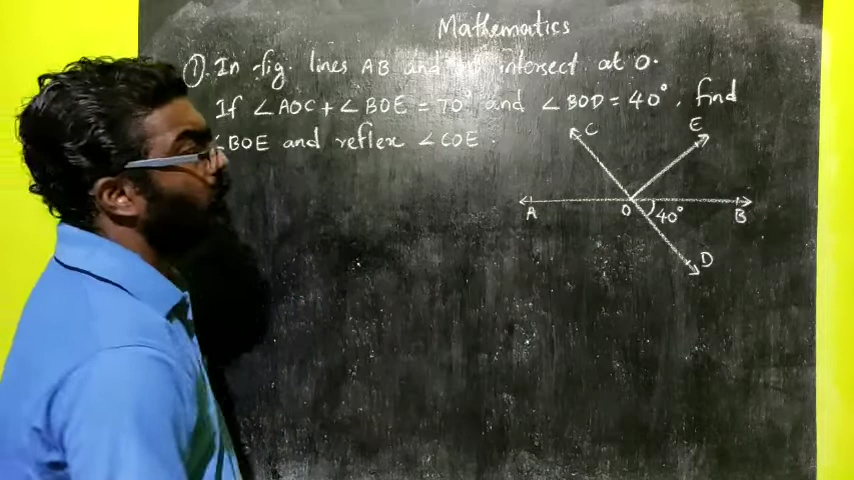 Mathematics
①. In fig. lines AB and intersect at O.
If ∠AOC + ∠BOE = 70° and ∠BOD = 40°, find
∠BOE and reflex ∠COE.
C
E
A
O
40°
B
D